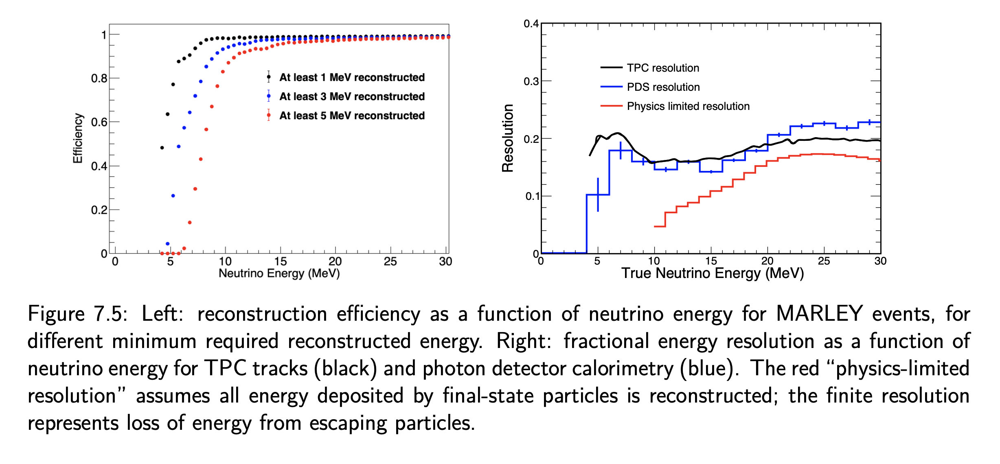 1
0.8
0.6
0.4
0.2
0
Efficiency
At least 1 MeV reconstructed
At least 3 MeV reconstructed
At least 5 MeV reconstructed
0 5 10 15 20 25 30
Neutrino Energy (MeV)
0.4
0.3
0.2
0.1
0
Resolution
TPC resolution
PDS resolution
Physics limited resolution
0 5 10 15 20 25 30
True Neutrino Energy (MeV)
Figure 7.5: Left: reconstruction efficiency as a function of neutrino energy for MARLEY events, for
different minimum required reconstructed energy. Right: fractional energy resolution as a function of
neutrino energy for TPC tracks (black) and photon detector calorimetry (blue). The red “physics-limited
resolution” assumes all energy deposited by final-state particles is reconstructed; the finite resolution
represents loss of energy from escaping particles.